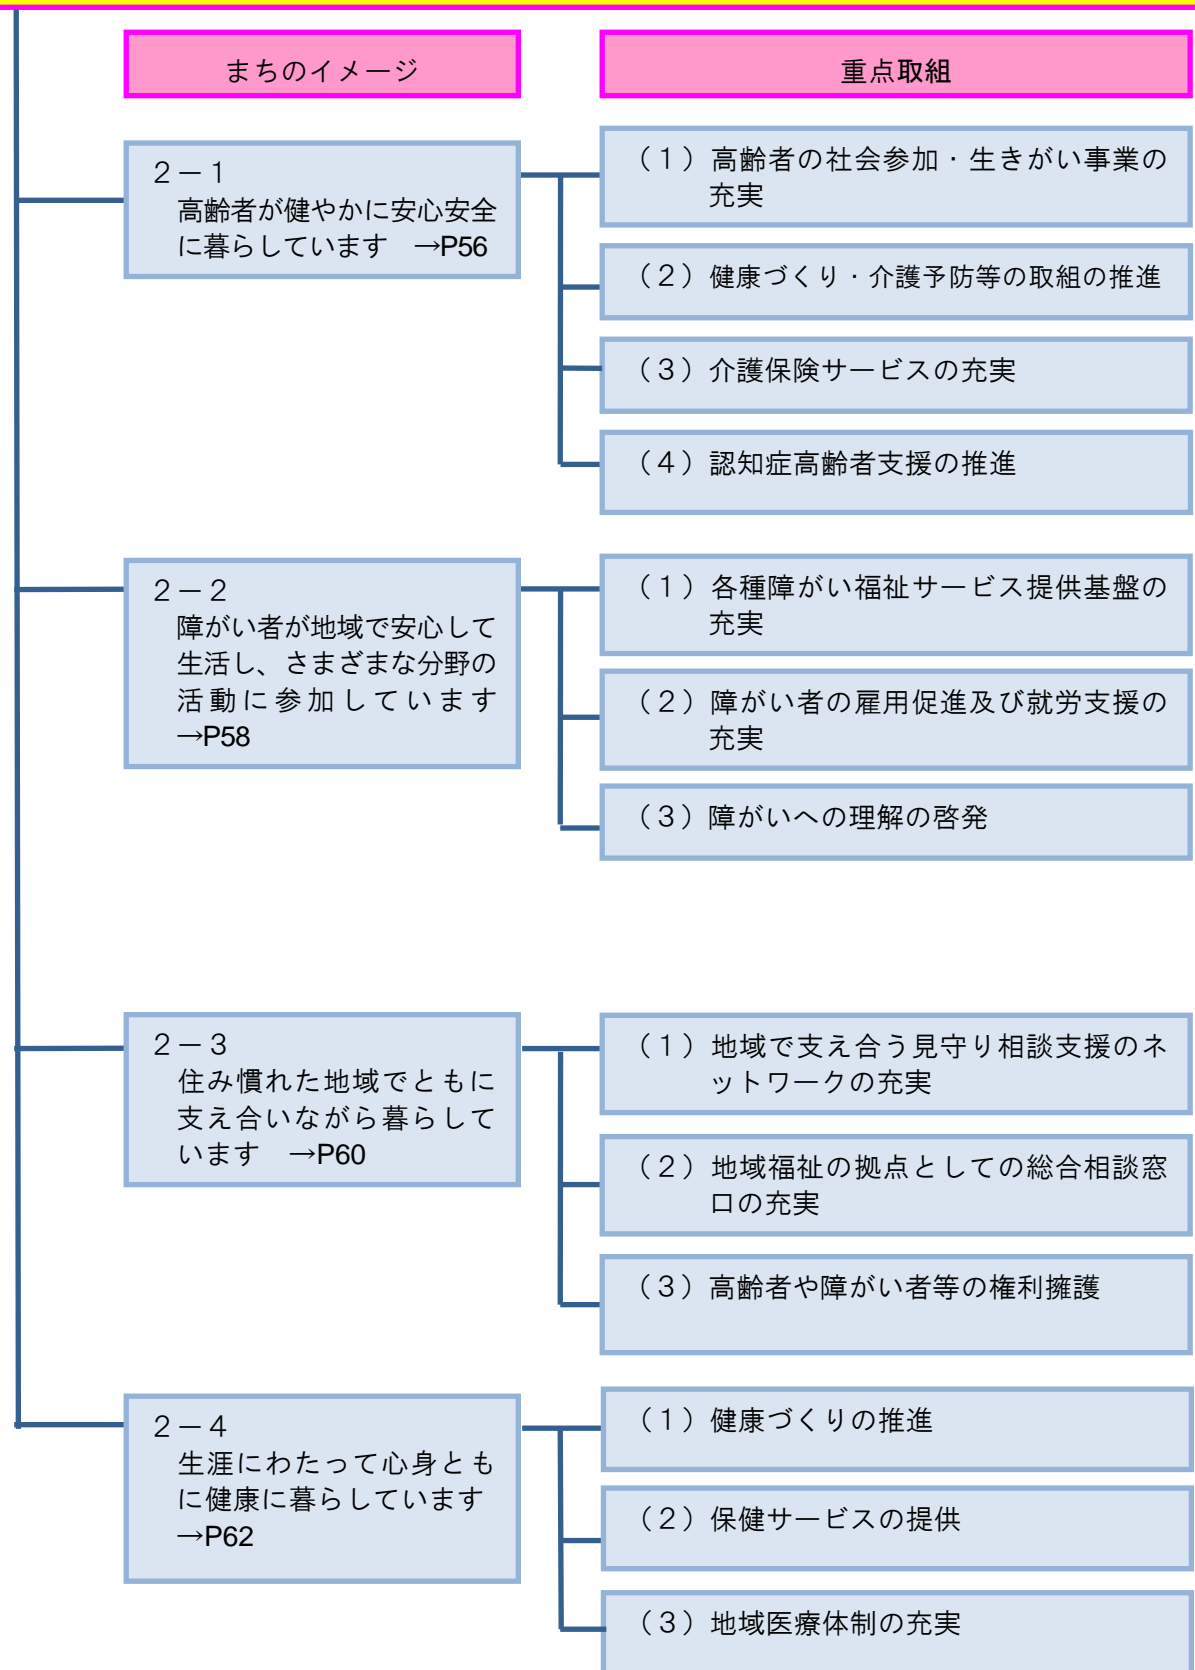 まちのイメージ
重点取組
2－1
高齢者が健やかに安心安全
に暮らしています　→P56
（1）高齢者の社会参加・生きがい事業の
充実
（2）健康づくり・介護予防等の取組の推進
（3）介護保険サービスの充実
（4）認知症高齢者支援の推進
2－2
障がい者が地域で安心して
生活し、さまざまな分野の
活動に参加しています
→P58
（1）各種障がい福祉サービス提供基盤の
充実
（2）障がい者の雇用促進及び就労支援の
充実
（3）障がいへの理解の啓発
2－3
住み慣れた地域でともに
支え合いながら暮らして
います　→P60
（1）地域で支え合う見守り相談支援のネ
ットワークの充実
（2）地域福祉の拠点としての総合相談窓
口の充実
（3）高齢者や障がい者等の権利擁護
2－4
生涯にわたって心身とも
に健康に暮らしています
→P62
（1）健康づくりの推進
（2）保健サービスの提供
（3）地域医療体制の充実